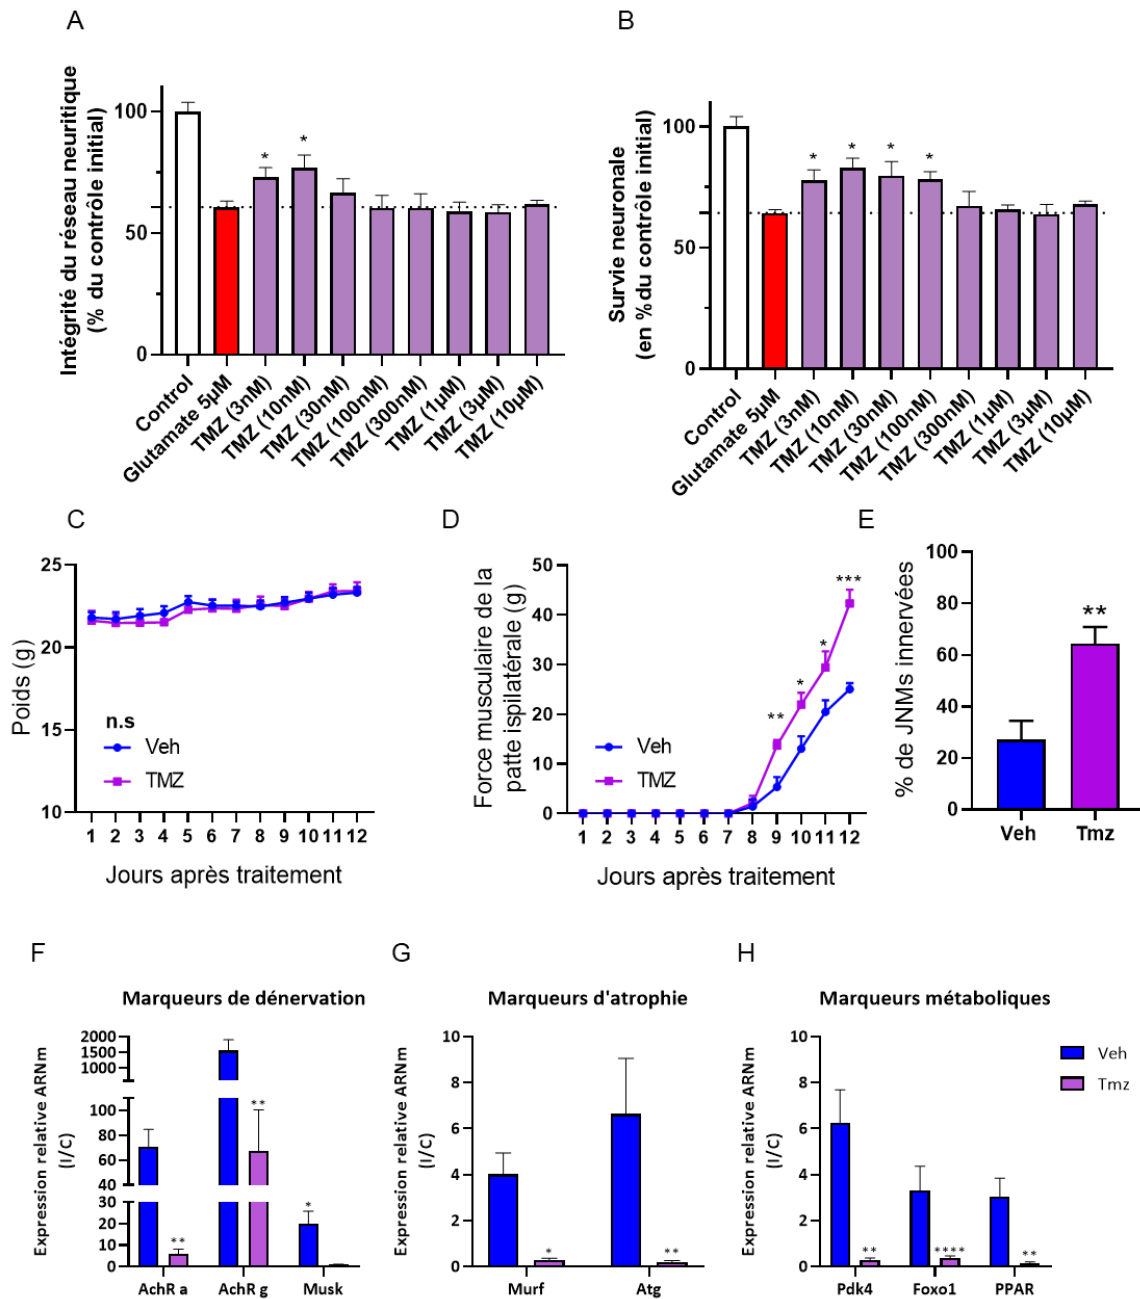 A
Intégrité du réseau neuritique
(% du contrôle initial)
100
50
0
*
*
Control
Glutamate 5µM
TMZ (3nM)
TMZ (10nM)
TMZ (30nM)
TMZ (100nM)
TMZ (300nM)
TMZ (1µM)
TMZ (3µM)
TMZ (10µM)
B
Survie neuronale
(en %du contrôle initial)
100
50
0
*
*
*
*
Control
Glutamate 5µM
TMZ (3nM)
TMZ (10nM)
TMZ (30nM)
TMZ (100nM)
TMZ (300nM)
TMZ (1µM)
TMZ (3µM)
TMZ (10µM)
C
Poids (g)
25
20
15
10
n.s
Veh
TMZ
1 2 3 4 5 6 7 8 9 10 11 12
Jours après traitement
D
Force musculaire de la
patte ispilatérale (g)
50
40
30
20
10
0
**
*
*
***
Veh
TMZ
1 2 3 4 5 6 7 8 9 10 11 12
Jours après traitement
E
% de JNMs innervées
100
80
60
40
20
0
**
Veh Tmz
F
Marqueurs de dénervation
Expression relative ARNm
(I/C)
2000
1500
1000
100
80
60
40
30
20
10
0
**
**
*
AchR a AchR g Musk
G
Marqueurs d'atrophie
Expression relative ARNm
(I/C)
10
8
6
4
2
0
*
**
Murf Atg
H
Marqueurs métaboliques
Expression relative ARNm
(I/C)
10
8
6
4
2
0
**
****
**
Pdk4 Foxo1 PPAR
Veh
Tmz